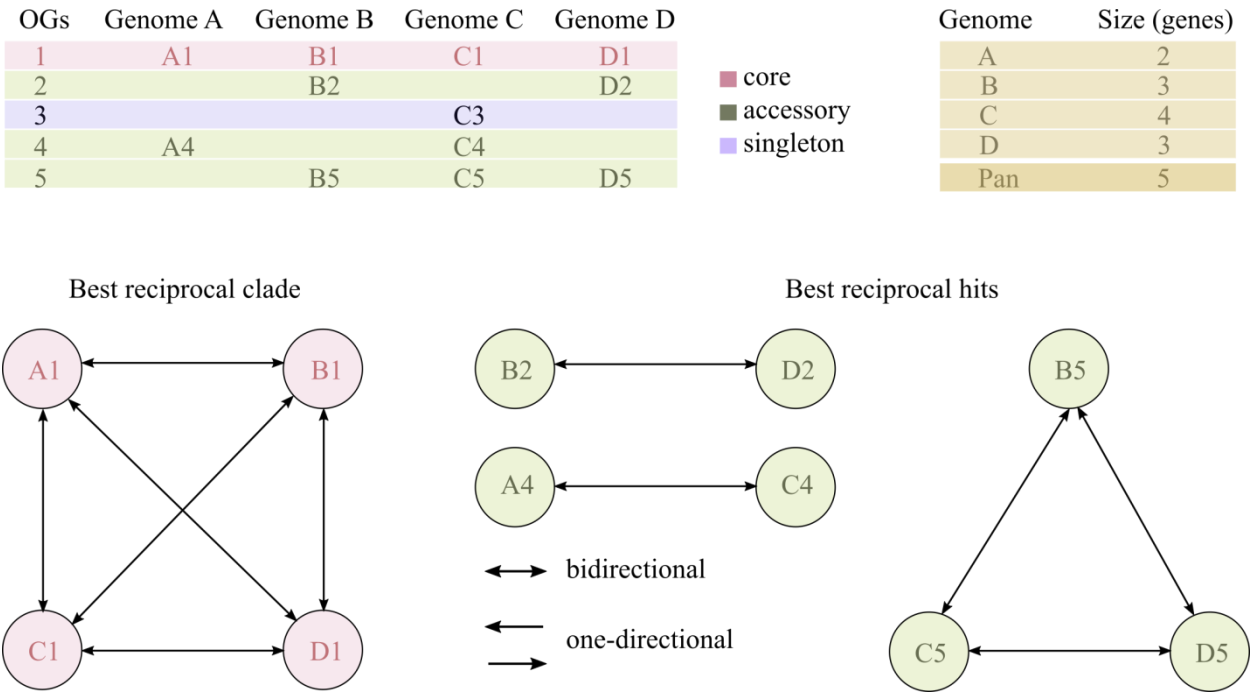 OGs Genome A Genome B Genome C Genome D
1 A1 B1 C1 D1
2 B2 D2
3 C3
4 A4 C4
5 B5 C5 D5
core
accessory
singleton
Genome Size (genes)
A 2
B 3
C 4
D 3
Pan 5
Best reciprocal clade
Best reciprocal hits
A1 B1
C1 D1
B2 D2
A4 C4
bidirectional
one-directional
B5
C5 D5